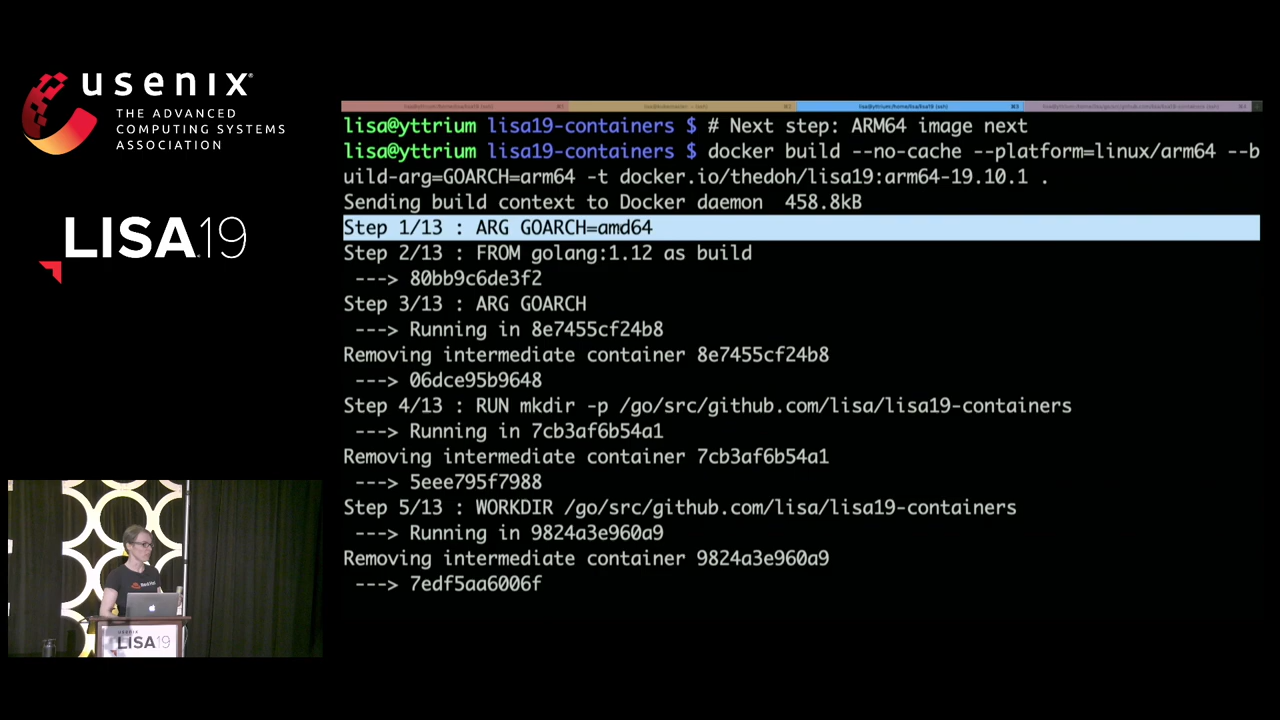 usenix
THE ADVANCED
COMPUTING SYSTEMS
ASSOCIATION
LISA19
lisa@yttrium lisa19-containers $ # Next step: ARM64 image next
lisa@yttrium lisa19-containers $ docker build --no-cache --platform=linux/arm64 --b
uild-arg=GOARCH=arm64 -t docker.io/thedoh/lisa19:arm64-19.10.1 .
Sending build context to Docker daemon  458.8kB
Step 1/13 : ARG GOARCH=amd64
Step 2/13 : FROM golang:1.12 as build
 ---> 80bb9c6de3f2
Step 3/13 : ARG GOARCH
 ---> Running in 8e7455cf24b8
Removing intermediate container 8e7455cf24b8
 ---> 06dce95b9648
Step 4/13 : RUN mkdir -p /go/src/github.com/lisa/lisa19-containers
 ---> Running in 7cb3af6b54a1
Removing intermediate container 7cb3af6b54a1
 ---> 5eee795f7988
Step 5/13 : WORKDIR /go/src/github.com/lisa/lisa19-containers
 ---> Running in 9824a3e960a9
Removing intermediate container 9824a3e960a9
 ---> 7edf5aa6006f
USENIX
LISA19